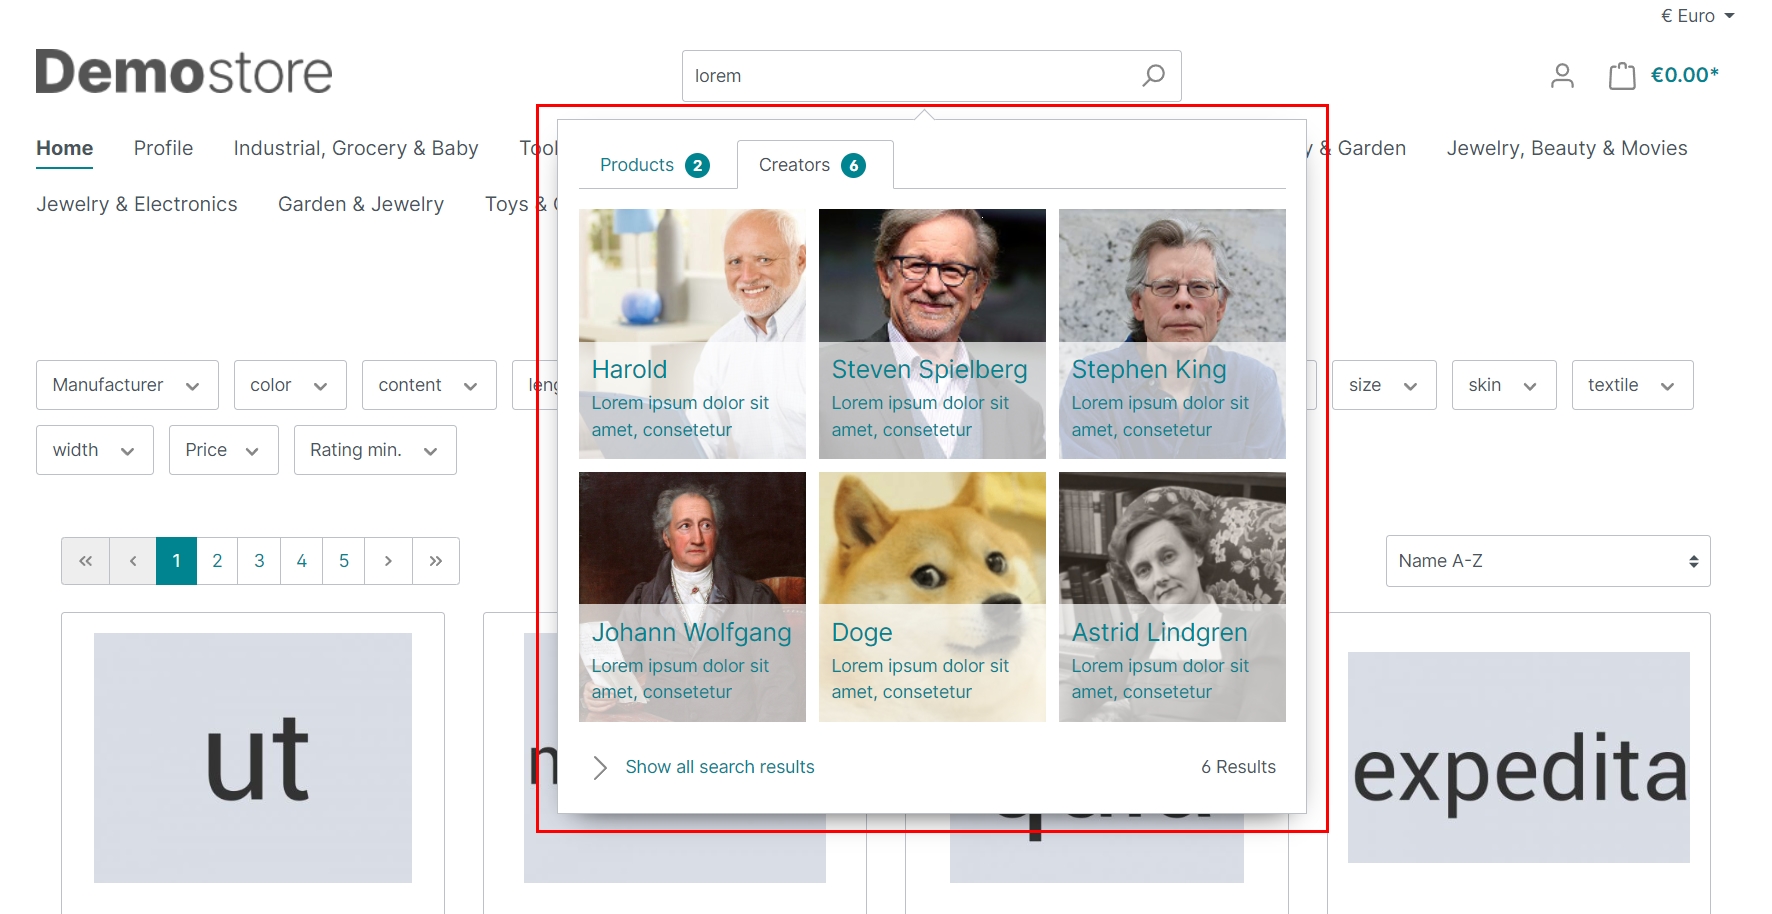 € Euro
Demostore
lorem
€0.00*
Home Profile Industrial, Grocery & Baby & Garden Jewelry, Beauty & Movies
Jewelry & Electronics Garden & Jewelry Toys &
Products 2 Creators 6
Harold
Lorem ipsum dolor sit
amet, consetetur
Steven Spielberg
Lorem ipsum dolor sit
amet, consetetur
Stephen King
Lorem ipsum dolor sit
amet, consetetur
Johann Wolfgang
Lorem ipsum dolor sit
amet, consetetur
Doge
Lorem ipsum dolor sit
amet, consetetur
Astrid Lindgren
Lorem ipsum dolor sit
amet, consetetur
Show all search results 6 Results
Manufacturer color content size skin textile
width Price Rating min.
« ‹ 1 2 3 4 5 › »
Name A-Z
ut
expedita